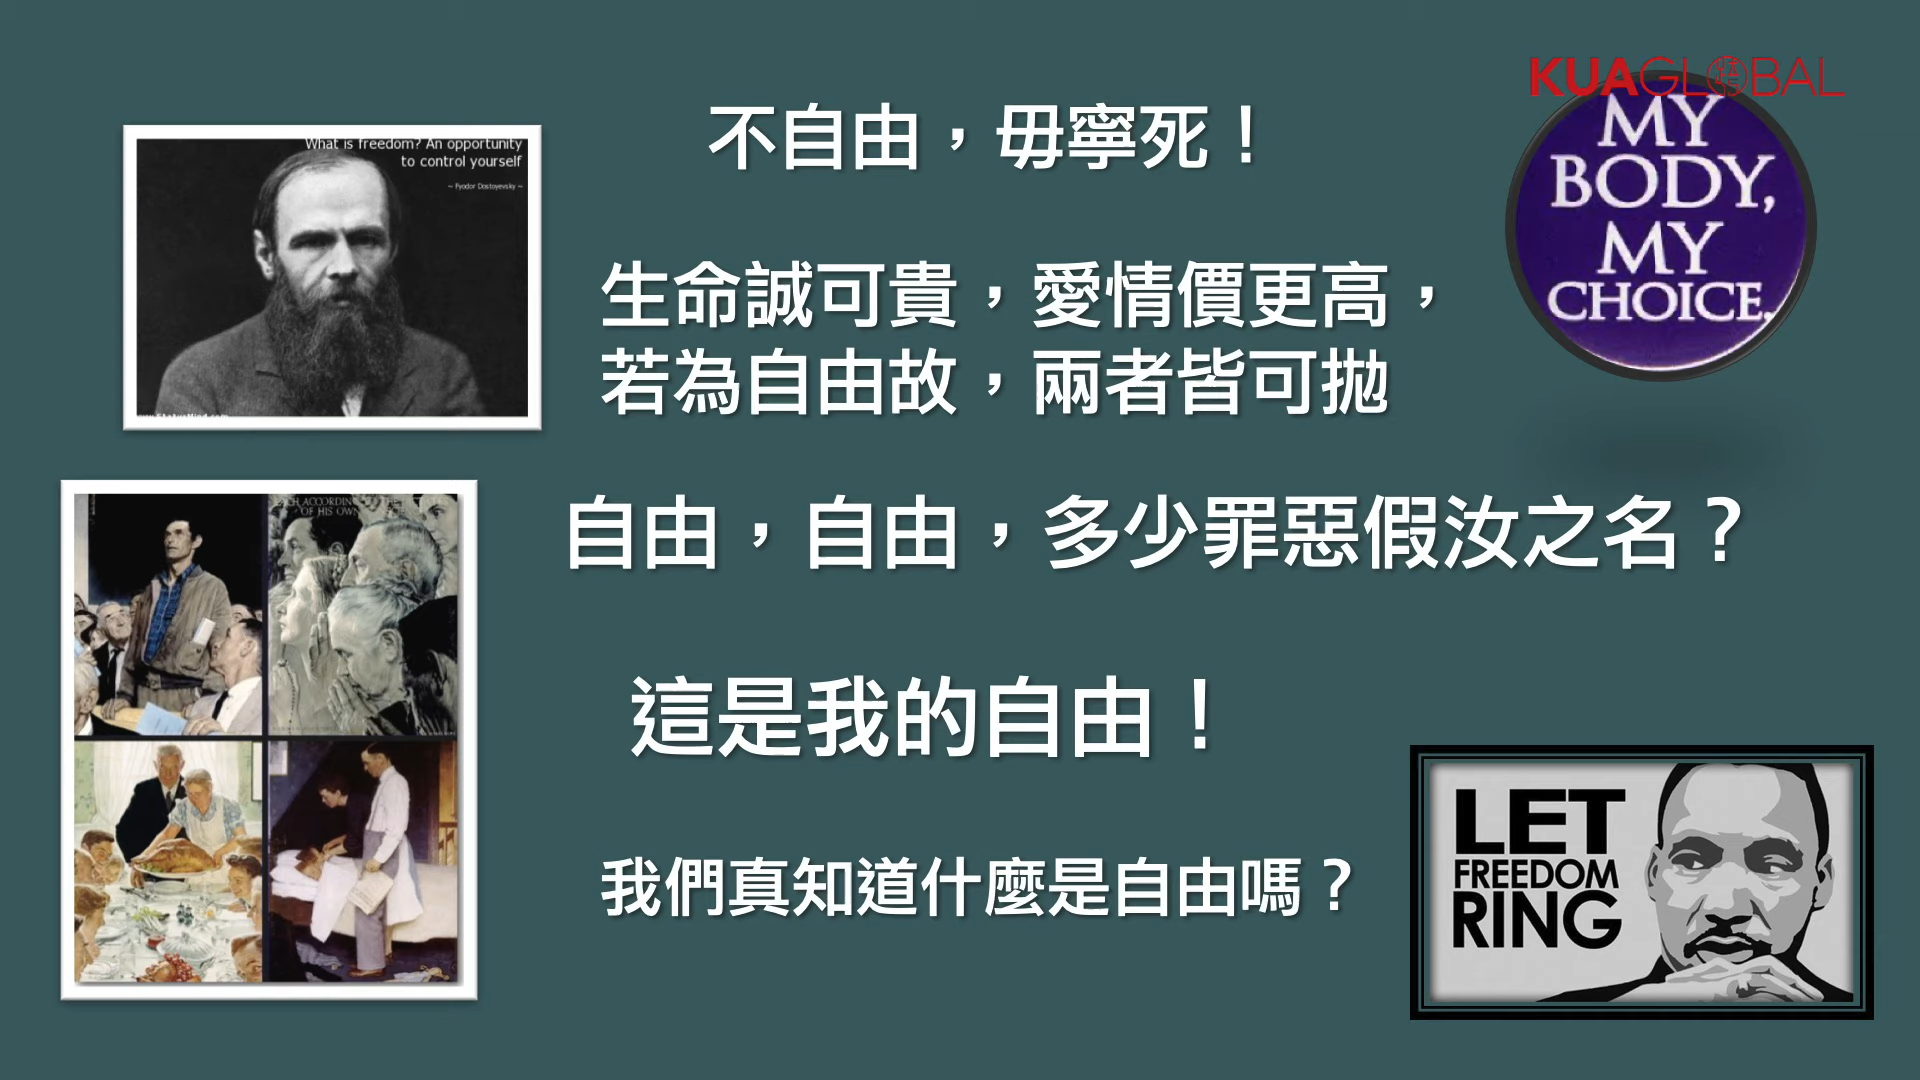 KUAGLOBAL
What is freedom? An opportunity
to control yourself
~ Fyodor Dostoyevsky ~
不自由，毋寧死！
生命誠可貴，愛情價更高，
若為自由故，兩者皆可拋
MY
BODY,
MY
CHOICE.
自由，自由，多少罪惡假汝之名？
OF HIS OWN
這是我的自由！
我們真知道什麼是自由嗎？
LET
FREEDOM
RING